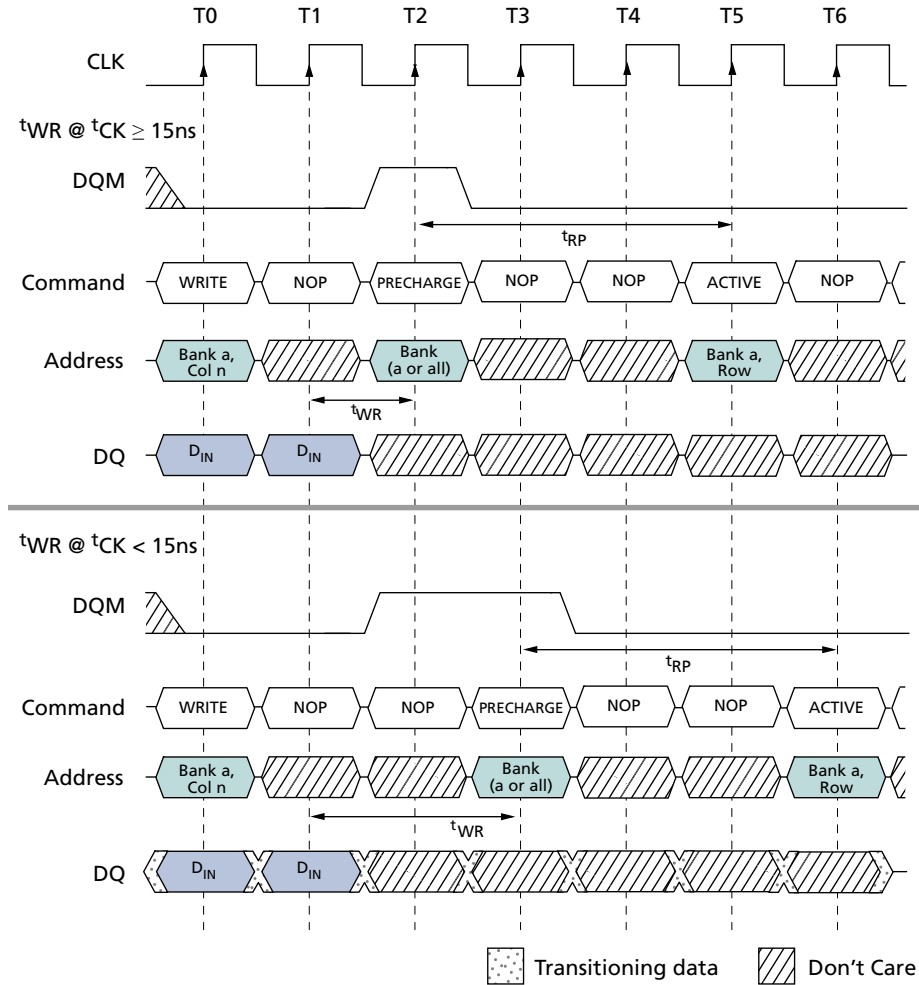 T0 T1 T2 T3 T4 T5 T6
CLK
tWR @ tCK ≥ 15ns
DQM
tRP
Command WRITE NOP PRECHARGE NOP NOP ACTIVE NOP
Address Bank a, Col n Bank (a or all) Bank a, Row
tWR
DQ DIN DIN
tWR @ tCK < 15ns
DQM
tRP
Command WRITE NOP NOP PRECHARGE NOP NOP ACTIVE
Address Bank a, Col n Bank (a or all) Bank a, Row
tWR
DQ DIN DIN
Transitioning data Don't Care